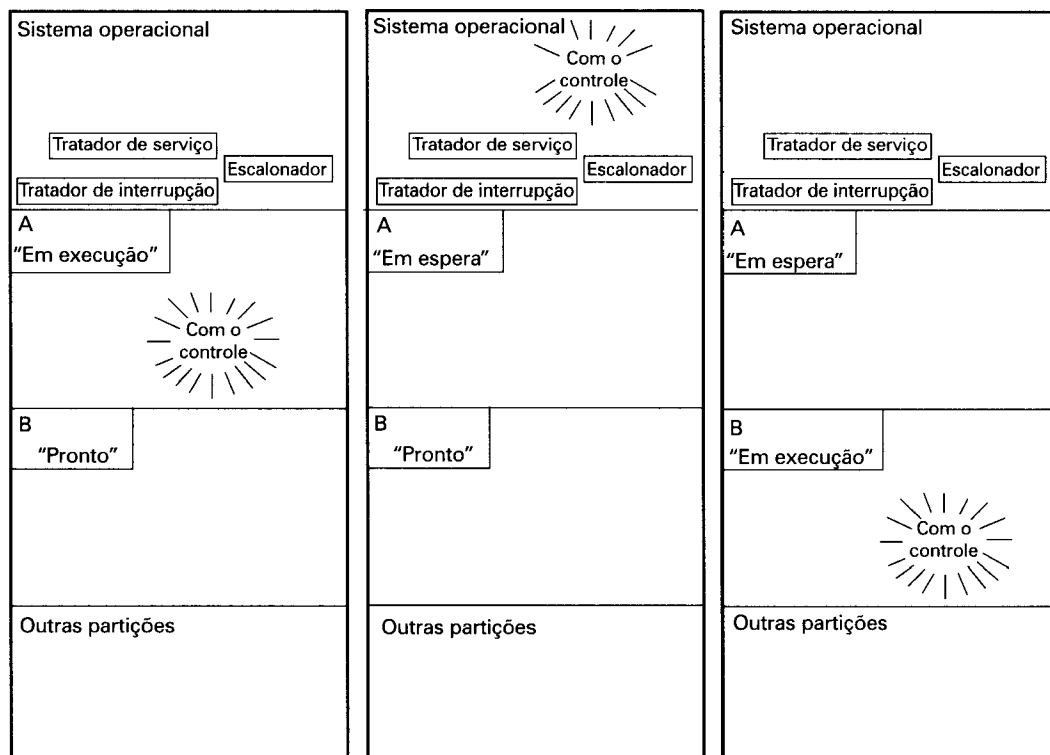 Sistema operacional
Com o
controle
Tratador de serviço
Escalonador
Tratador de interrupção
A
"Em execução"
Com o
controle
B
"Pronto"
Outras partições
Sistema operacional
Com o
controle
Tratador de serviço
Escalonador
Tratador de interrupção
A
"Em espera"
B
"Pronto"
Outras partições
Sistema operacional
Tratador de serviço
Escalonador
Tratador de interrupção
A
"Em espera"
B
"Em execução"
Com o
controle
Outras partições